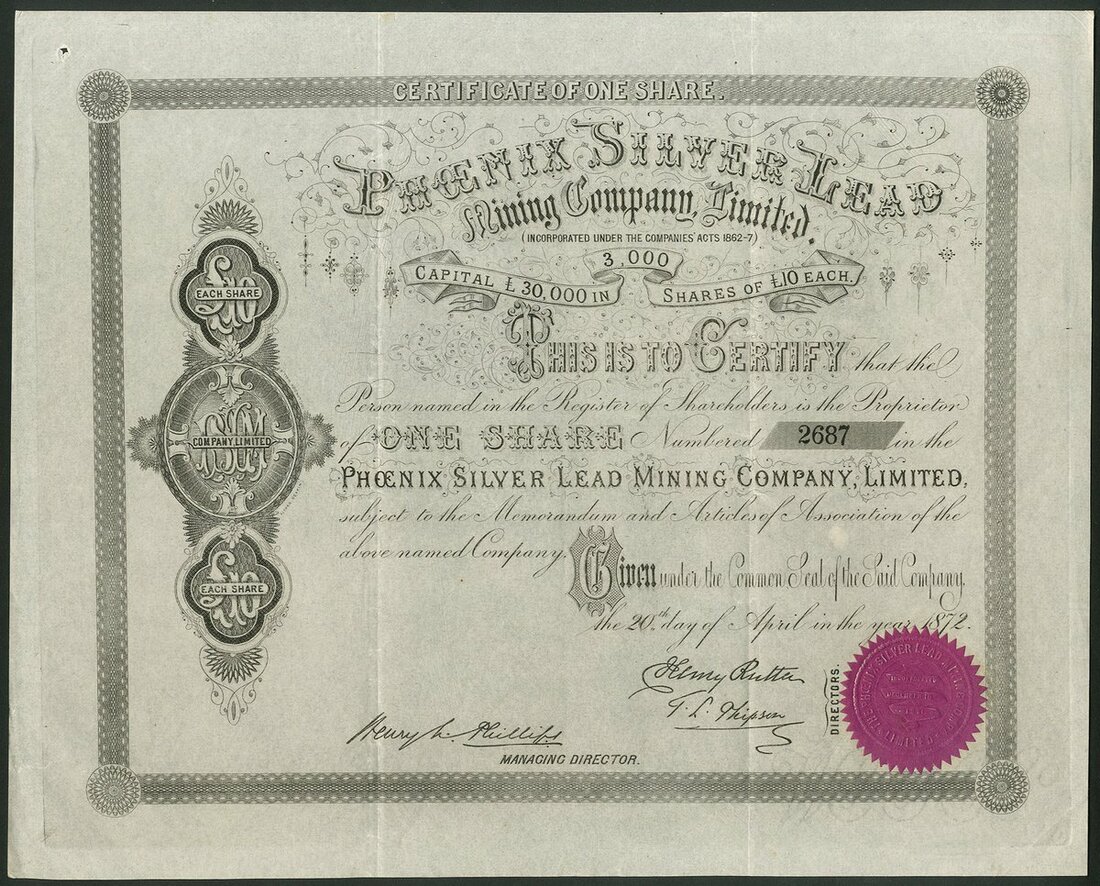 CERTIFICATE OF ONE SHARE.
PHŒNIX SILVER LEAD
Mining Company, Limited.
(INCORPORATED UNDER THE COMPANIES' ACTS 1862-7)
CAPITAL £30,000 IN 3,000 SHARES OF £10 EACH.
£10
EACH SHARE
THIS IS TO CERTIFY that the
Person named in the Register of Shareholders is the Proprietor
of ONE SHARE Numbered 2687 in the
COMPANY, LIMITED
PHŒNIX SILVER LEAD MINING COMPANY, LIMITED,
subject to the Memorandum and Articles of Association of the
above named Company.
£10
EACH SHARE
Given under the Common Seal of the Said Company,
the 20th day of April in the year 1872.
Henry Rutter
T. L. Phipson
DIRECTORS.
Henry L. Phillips
MANAGING DIRECTOR.